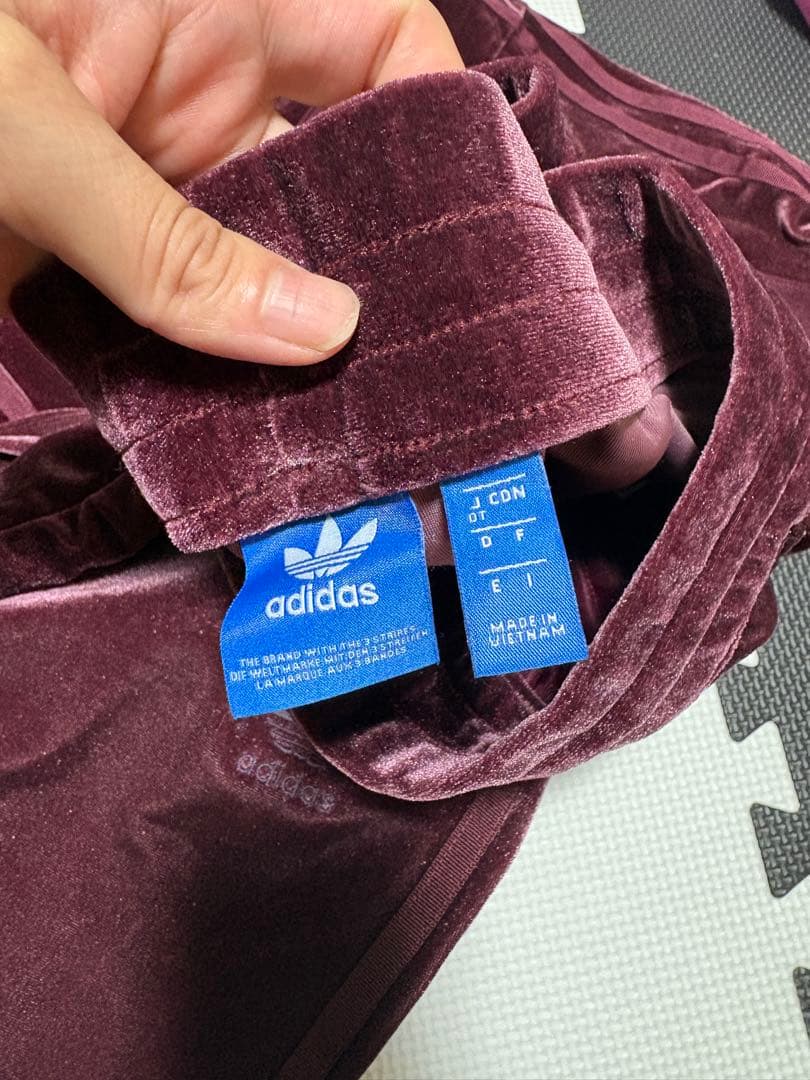 adidas
THE BRAND WITH THE 3 STRIPES
DIE WELTMARKE MIT DEN 3 STREIFEN
LA MARQUE AUX 3 BANDES
J CDN
OT
D F
E I
MADE IN
VIETNAM
adidas